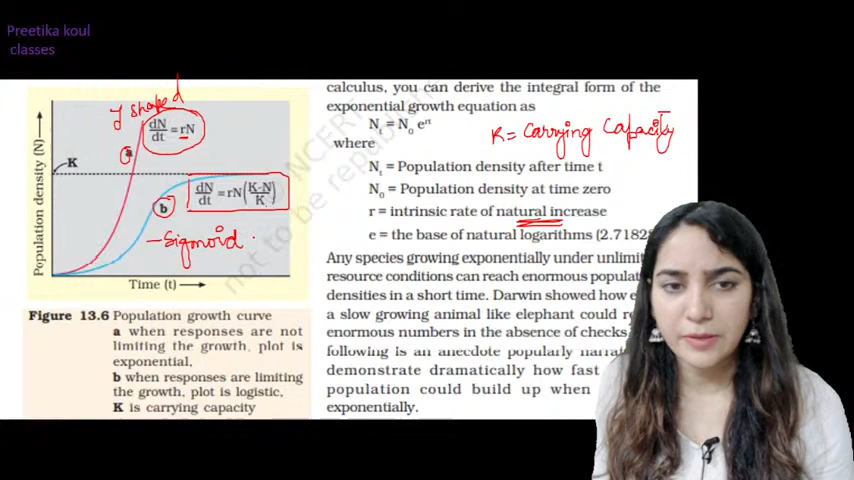 Preetika koul
classes
J shaped
dN/dt = rN
a
K
dN/dt = rN(K-N/K)
b
- Sigmoid
Population density (N)
Time (t)
Figure 13.6 Population growth curve
a when responses are not
limiting the growth, plot is
exponential,
b when responses are limiting
the growth, plot is logistic,
K is carrying capacity
calculus, you can derive the integral form of the
exponential growth equation as
Nt = N0 e^rt
K = Carrying Capacity
where
Nt = Population density after time t
N0 = Population density at time zero
r = intrinsic rate of natural increase
e = the base of natural logarithms (2.71828
Any species growing exponentially under unlimit
resource conditions can reach enormous populat
densities in a short time. Darwin showed how e
a slow growing animal like elephant could re
enormous numbers in the absence of checks.
following is an anecdote popularly narrat
demonstrate dramatically how fast
population could build up when
exponentially.
not to be republish